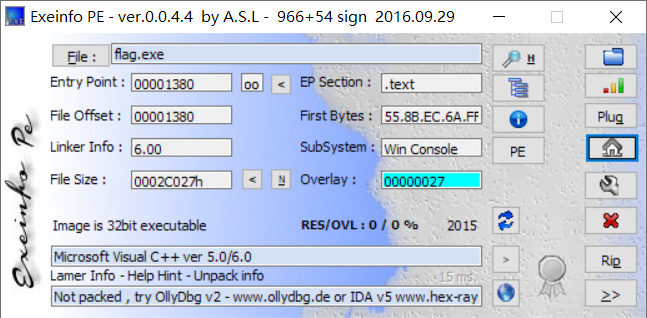 Exeinfo PE - ver.0.0.4.4 by A.S.L - 966+54 sign 2016.09.29
Exeinfo Pe
File : flag.exe H
Entry Point : 00001380 oo < EP Section : .text
File Offset : 00001380 First Bytes : 55.8B.EC.6A.FF Plug
Linker Info : 6.00 SubSystem : Win Console PE
File Size : 0002C027h < N Overlay : 00000027
Image is 32bit executable RES/OVL : 0 / 0 % 2015
Microsoft Visual C++ ver 5.0/6.0 > Rip
Lamer Info - Help Hint - Unpack info 15 ms.
Not packed , try OllyDbg v2 - www.ollydbg.de or IDA v5 www.hex-ray >>